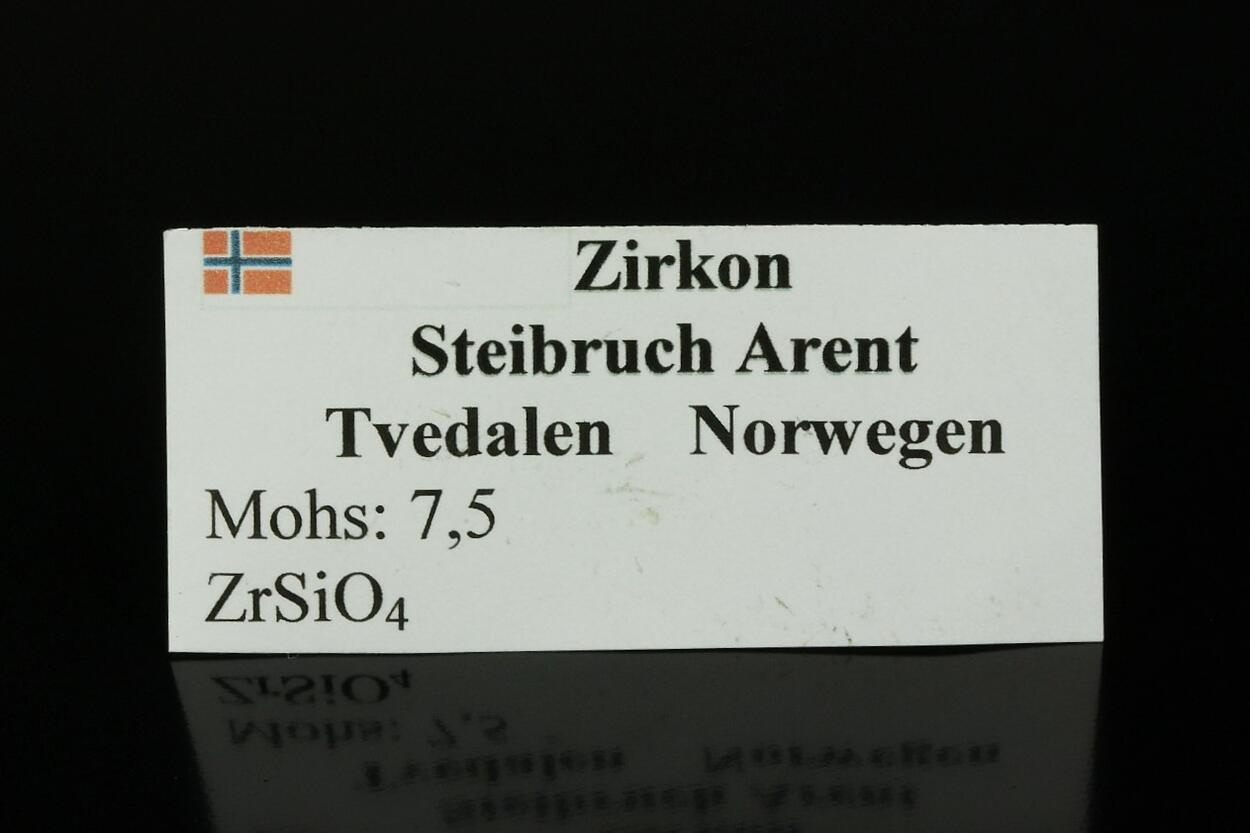 Zirkon
Steibruch Arent
Tvedalen Norwegen
Mohs: 7,5
ZrSiO₄